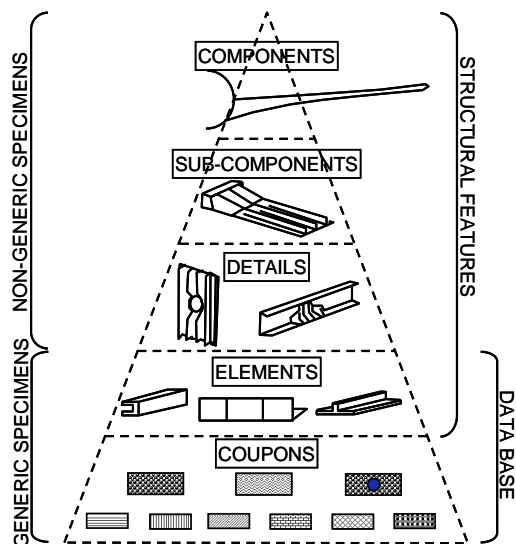 COMPONENTS
SUB-COMPONENTS
DETAILS
ELEMENTS
COUPONS
NON-GENERIC SPECIMENS
GENERIC SPECIMENS
STRUCTURAL FEATURES
DATA BASE